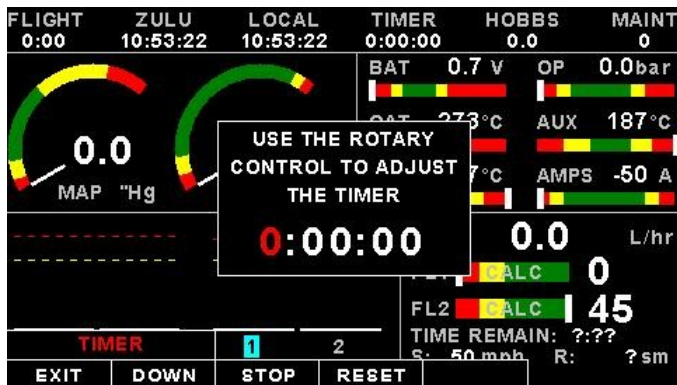 FLIGHT ZULU LOCAL TIMER HOBBS MAINT
0:00 10:53:22 10:53:22 0:00:00 0.0 0
BAT 0.7 V OP 0.0bar
273°C AUX 187°C
USE THE ROTARY
CONTROL TO ADJUST
THE TIMER
0:00:00
0.0
MAP "Hg
°C AMPS -50 A
0.0 L/hr
CALC 0
FL2 CALC 45
TIME REMAIN: ?:??
S: 50 mph R: ?sm
TIMER 1 2
EXIT DOWN STOP RESET